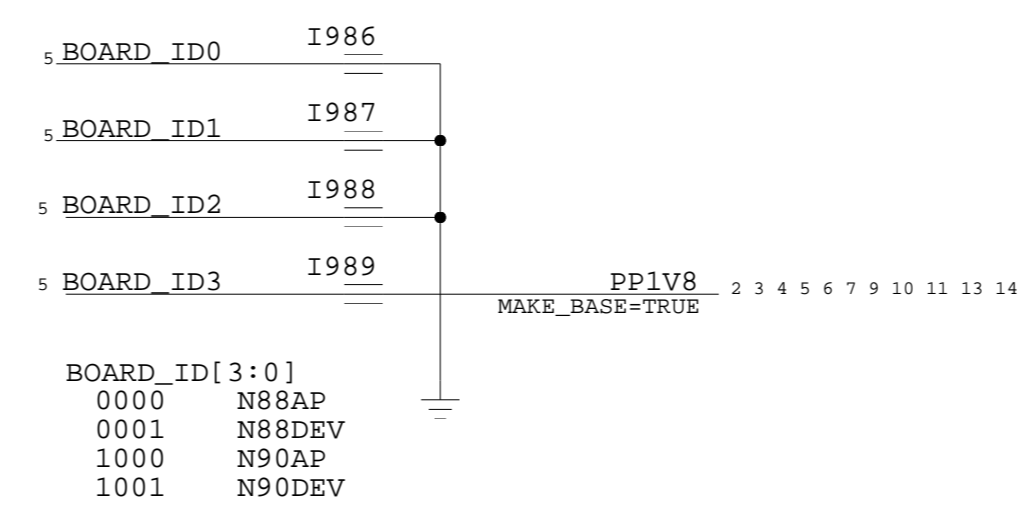 I986
5 BOARD_ID0
I987
5 BOARD_ID1
I988
5 BOARD_ID2
I989
5 BOARD_ID3 PP1V8 2 3 4 5 6 7 9 10 11 13 14
MAKE_BASE=TRUE
BOARD_ID[3:0]
0000 N88AP
0001 N88DEV
1000 N90AP
1001 N90DEV